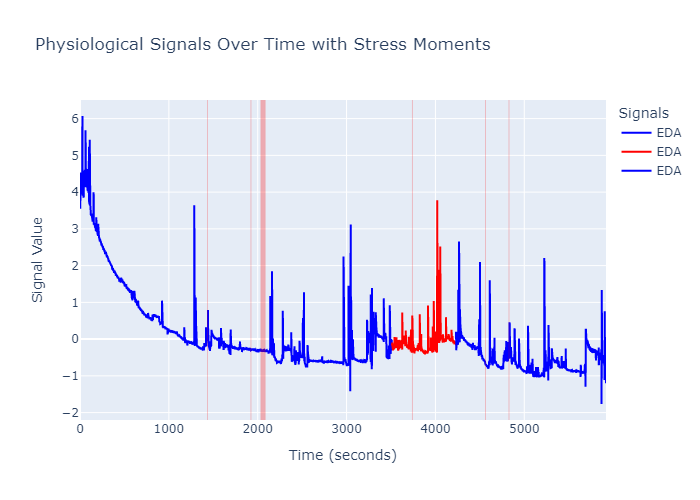 Physiological Signals Over Time with Stress Moments
Signals
EDA
EDA
EDA
Signal Value
6
5
4
3
2
1
0
−1
−2
0
1000
2000
3000
4000
5000
Time (seconds)